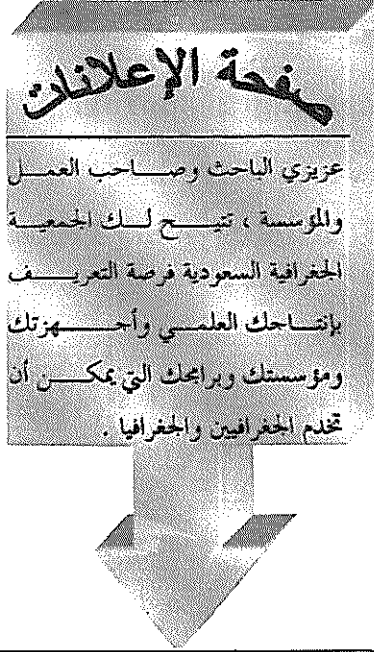 صفحة الإعلانات
عزيزي الباحث وصاحب العمل
والمؤسسة ، تتيح لك الجمعية
الجغرافية السعودية فرصة التعريف
بإنتاجك العلمي وأجهزتك
ومؤسستك وبرامجك التي يمكن أن
تخدم الجغرافيين والجغرافيا .